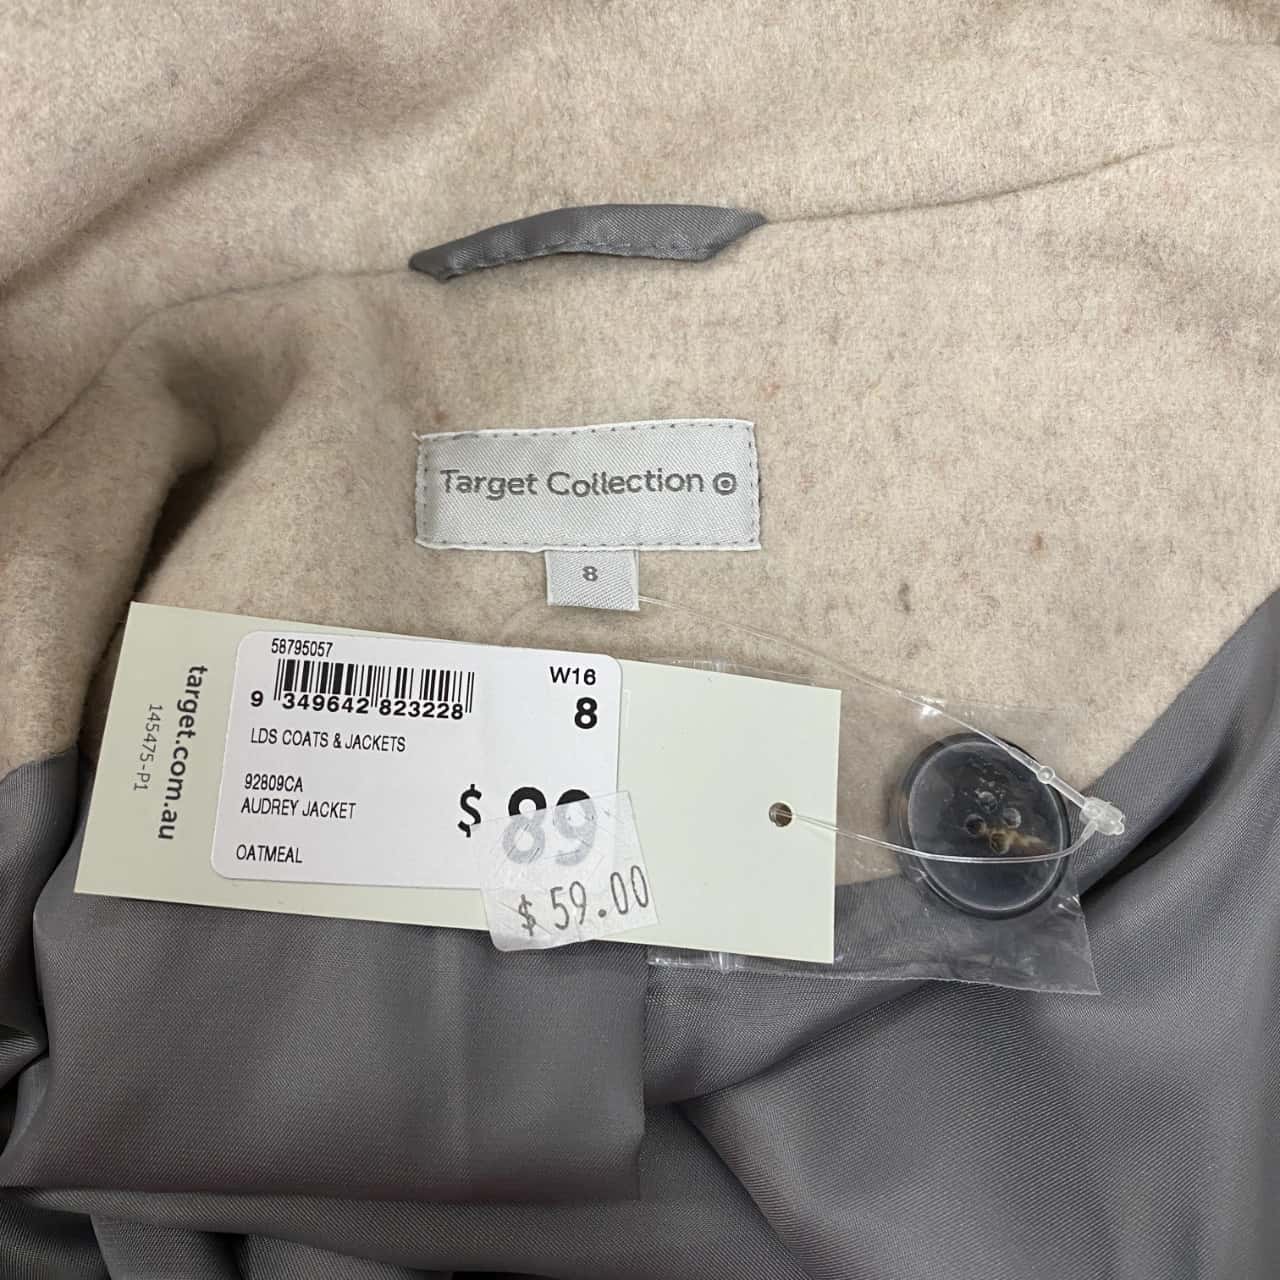 Target Collection
8
target.com.au
145475-P1
58795057
9 349642 823228
W16
8
LDS COATS & JACKETS
92809CA
AUDREY JACKET
$ 89
OATMEAL
$ 59.00